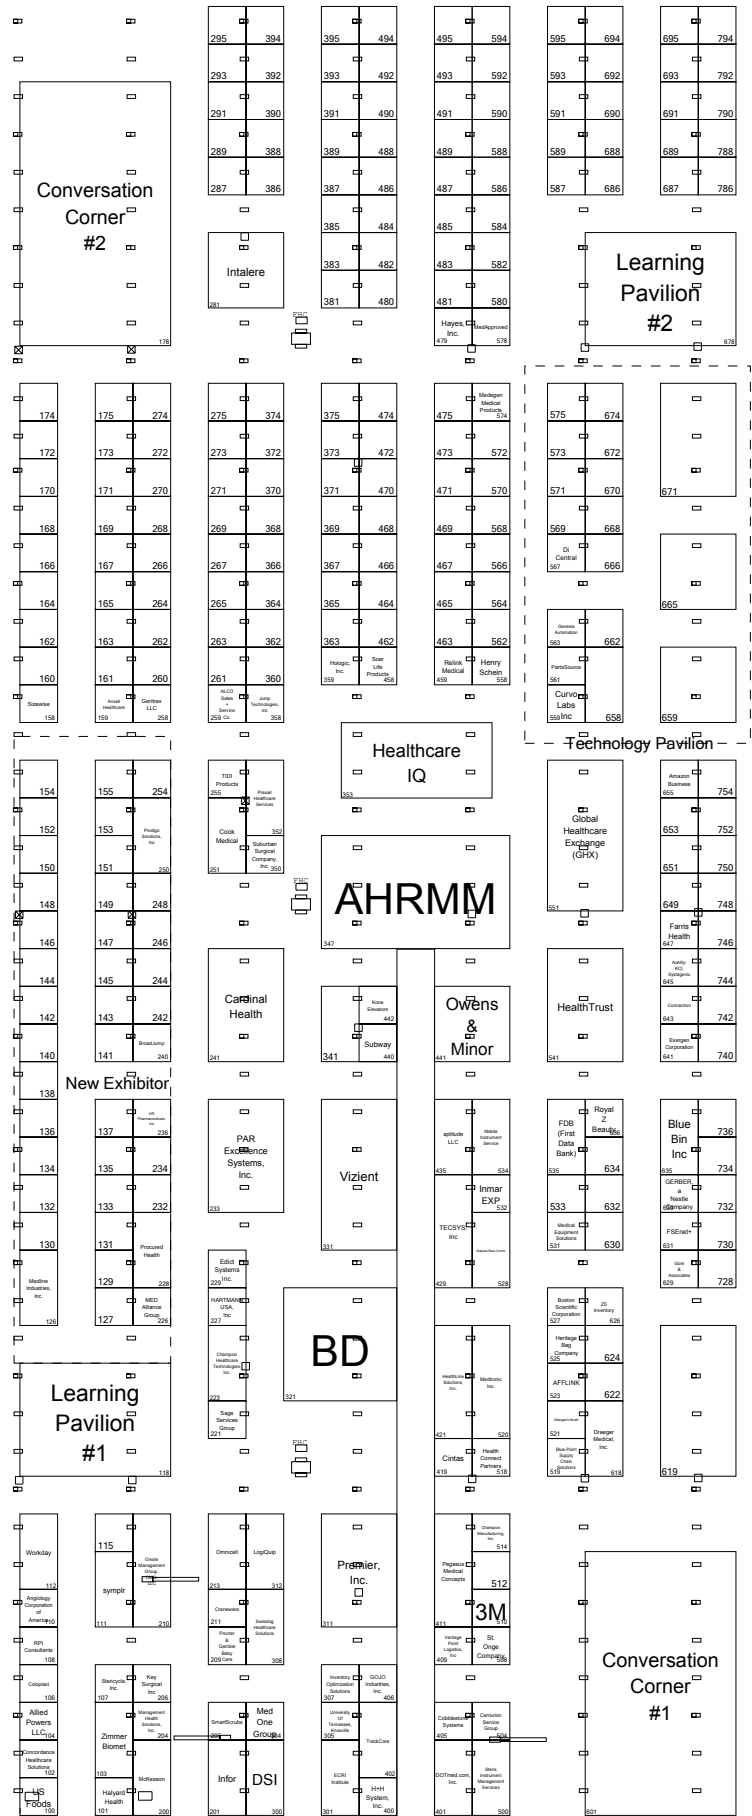 295 394 395 494 495 594 595 694 695 794
293 392 393 492 493 592 593 692 693 792
291 390 391 490 491 590 591 690 691 790
289 388 389 488 489 588 589 688 689 788
287 386 387 486 487 586 587 686 687 786
385 484 485 584
383 482 483 582
381 480 481 580
Conversation
Corner
#2
178
Intalere
281
FHC
Hayes,
Inc.
479
MedApproved
578
Learning
Pavilion
#2
678
174 175 274 275 374 375 474 475
Medegen
Medical
Products
574
575 674
172 173 272 273 372 373 472 473 572 573 672
170 171 270 271 370 371 470 471 570 571 670 671
168 169 268 269 368 369 468 469 568 569 668
166 167 266 267 366 367 466 467 566
Di
Central
567
666
164 165 264 265 364 365 464 465 564 665
162 163 262 263 362 363 462 463 562
Genesis
Automation
563
662
160 161 260 261 360
Hologic,
Inc.
359
Soar
Life
Products
458
Relink
Medical
459
Henry
Schein
558
PartsSource
561
Sizewise
158
Ansell
Healthcare
159
Geritrex
LLC
258
ALCO
Sales
+
Service
Co.
259
Jump
Technologies,
Inc
358
Curvo
Labs
Inc
559
658 659
Technology Pavilion
Healthcare
IQ
353
154 155 254
TIDI
Products
255
Praxair
Healthcare
Services
352
Global
Healthcare
Exchange
(GHX)
551
Amazon
Business
655
754
152 153
Prodigo
Solutions,
Inc
250
Cook
Medical
251
Suburban
Surgical
Company,
Inc.
350
653 752
150 151 651 750
148 149 248 649 748
FHC
AHRMM
347
146 147 246
Farris
Health
647
746
144 145 244
Cardinal
Health
241
HealthTrust
541
Acelity-
KCI,
Systagenix
645
744
142 143 242
Kone
Elevators
442
Owens
&
Minor
441
Connection
643
742
140 141
BroadJump
240
341
Subway
440
Exergen
Corporation
641
740
138
New Exhibitor
136 137
HR
Pharmaceuticals,
Inc.
236
PAR
Excellence
Systems,
Inc.
233
Vizient
331
aptitude
LLC
435
Mobile
Instrument
Service
534
FDB
(First
Data
Bank)
535
Royal
Z
Beauty
Blue
Bin
Inc
635
736
134 135 234 634 734
132 133 232
TECSYS,
Inc
429
Inmar
EXP
532
533 632
GERBER,
a
Nestle
Company
732
130 131
Procured
Health
228
528
Medical
Equipment
Solutions
531
630
FSEnet+
631
730
Medline
Industries,
Inc.
126
129
Edict
Systems
Inc.
229
Gore
&
Associates
629
728
127
MED
Alliance
Group
226
HARTMANN
USA,
Inc
227
BD
321
Boston
Scientific
Corporation
527
Z5
Inventory
626
Champion
Healthcare
Technologies,
Inc.
223
HealthLine
Solutions,
Inc.
421
Medtronic
Inc.
520
Heritage
Bag
Company
525
624
619
Learning
Pavilion
#1
118
AFFLINK
523
622
Sage
Services
Group
221
521
Draeger
Medical,
Inc.
618
FHC
Cintas
419
Health
Connect
Partners
518
Blue.Point
Supply
Chain
Solutions
519
Workday
112
115
Onsite
Management
Group,
LLC
210
Omnicell
213
LogiQuip
312
Premier,
Inc.
311
Pegasus
Medical
Concepts
411
Champion
Manufacturing,
Inc.
514
Angiology
Corporation
of
America
110
symplr
111
Craneware
211
Swisslog
Healthcare
Solutions
308
512
3M
510
RPI
Consultants
108
Procter
&
Gamble
Baby
Care
209
Vantage
Point
Logistics,
Inc.
409
St.
Onge
Company
508
Coloplast
106
Stericycle,
Inc.
107
Key
Surgical
Inc
206
Inventory
Optimization
Solutions
307
GOJO
Industries,
Inc.
406
Conversation
Corner
#1
601
Allied
Powers
LLC
104
Zimmer
Biomet
103
Management
Health
Solutions,
Inc.
204
SmartScrubs
205
Med
One
Group
304
University
Of
Tennessee,
Knoxville
305
TrackCore
402
Cobblestone
Systems
405
Centurion
Service
Group
504
Concordance
Healthcare
Solutions
102
McKesson
200
Infor
201
DSI
300
ECRI
Institute
301
DOTmed.com,
Inc.
401
Steris
Instrument
Management
Services
500
US
Foods
100
Halyard
Health
101
H+H
System,
Inc.
400